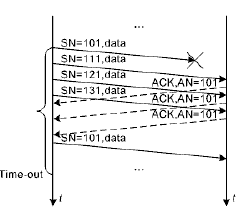 ...
SN=101,data
SN=111,data
SN=121,data
ACK,AN=101
SN=131,data
ACK,AN=101
ACK,AN=101
SN=101,data
...
Time-out
t
t